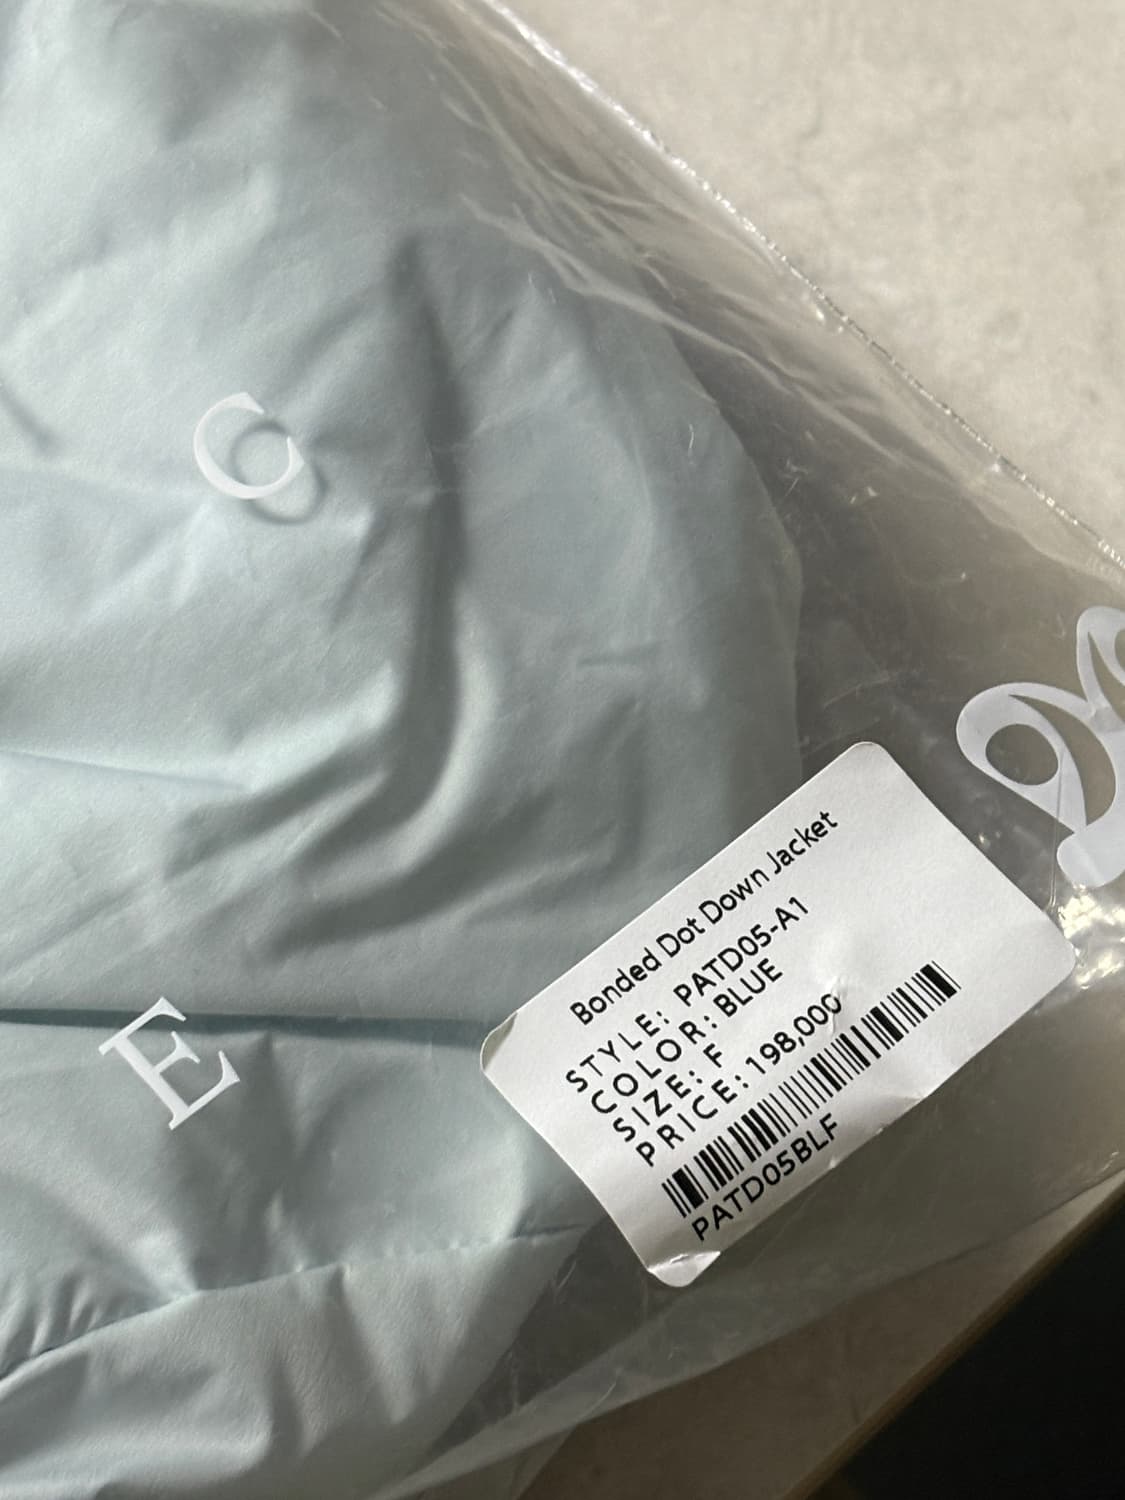 C
E
Bonded Dot Down Jacket
STYLE: PATD05-A1
COLOR: BLUE
SIZE: F
PRICE: 198,000
PATD05BLF